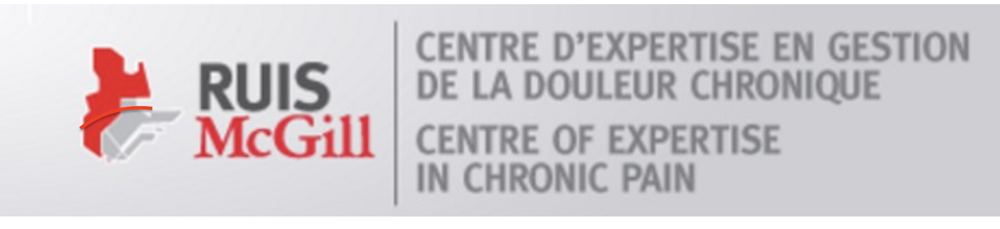 RUIS
McGill
CENTRE D'EXPERTISE EN GESTION
DE LA DOULEUR CHRONIQUE
CENTRE OF EXPERTISE
IN CHRONIC PAIN